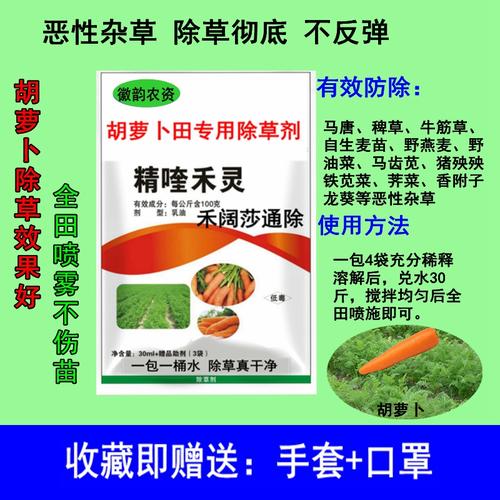 恶性杂草 除草彻底 不反弹
胡萝卜除草效果好
全田喷雾不伤苗
徽韵农资
胡萝卜田专用除草剂
精喹禾灵
有效成分：每公斤含100克
剂 型：乳油
禾阔莎通除
<低毒>
净含量：30ml+赠品助剂（3袋）
一包一桶水 除草真干净
除草剂
有效防除：
马唐、稗草、牛筋草、
自生麦苗、野燕麦、野
油菜、马齿苋、猪殃殃
铁苋菜、荠菜、香附子
龙葵等恶性杂草
使用方法
一包4袋充分稀释
溶解后，兑水30
斤，搅拌均匀后全
田喷施即可。
胡萝卜
收藏即赠送：手套+口罩